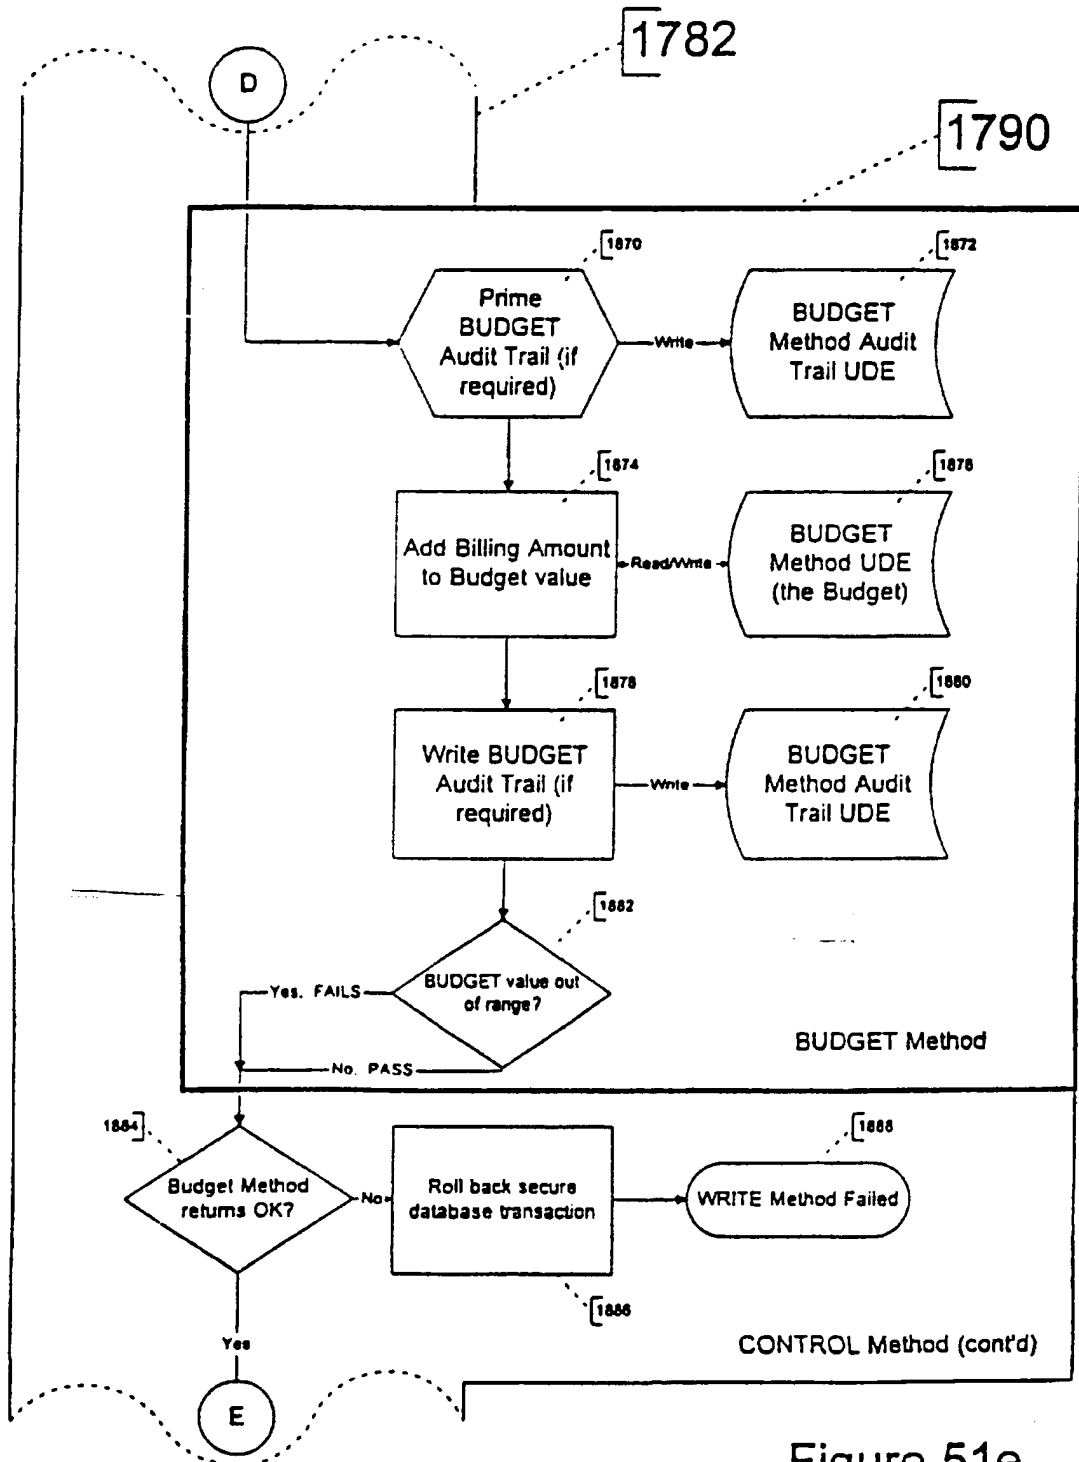 1782
D
1790
1870
1872
Prime
BUDGET
Audit Trail (if
required)
Write
BUDGET
Method Audit
Trail UDE
1874
1876
Add Billing Amount
to Budget value
Read/Write
BUDGET
Method UDE
(the Budget)
1878
1880
Write BUDGET
Audit Trail (if
required)
Write
BUDGET
Method Audit
Trail UDE
1882
BUDGET value out
of range?
Yes. FAILS
No. PASS
BUDGET Method
1884
1888
Budget Method
returns OK?
No
Roll back secure
database transaction
WRITE Method Failed
1886
Yes
CONTROL Method (cont'd)
E
Figure 51e